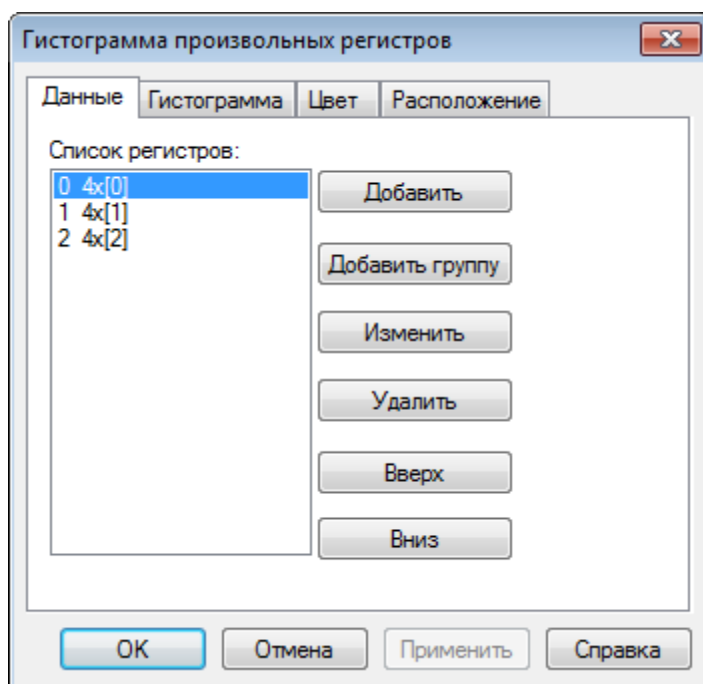 Гистограмма произвольных регистров
Данные Гистограмма Цвет Расположение
Список регистров:
0 4x[0]
1 4x[1]
2 4x[2]
Добавить
Добавить группу
Изменить
Удалить
Вверх
Вниз
OK Отмена Применить Справка